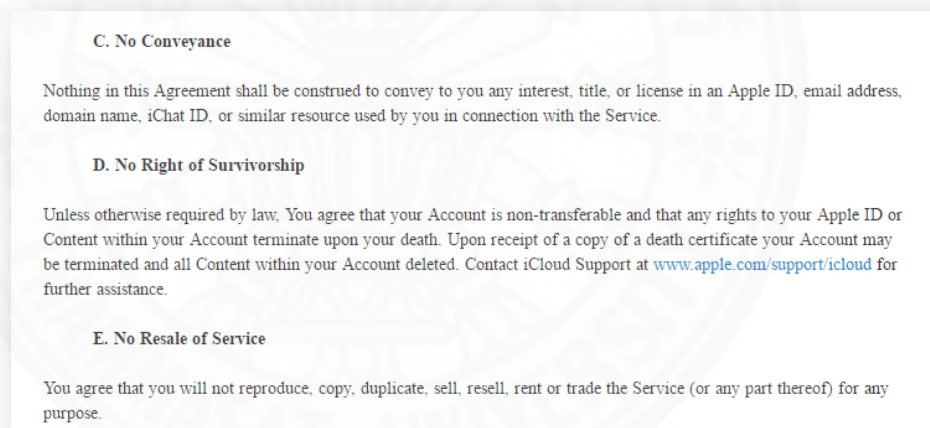 C. No Conveyance
Nothing in this Agreement shall be construed to convey to you any interest, title, or license in an Apple ID, email address,
domain name, iChat ID, or similar resource used by you in connection with the Service.
D. No Right of Survivorship
Unless otherwise required by law, You agree that your Account is non-transferable and that any rights to your Apple ID or
Content within your Account terminate upon your death. Upon receipt of a copy of a death certificate your Account may
be terminated and all Content within your Account deleted. Contact iCloud Support at www.apple.com/support/icloud for
further assistance.
E. No Resale of Service
You agree that you will not reproduce, copy, duplicate, sell, resell, rent or trade the Service (or any part thereof) for any
purpose.